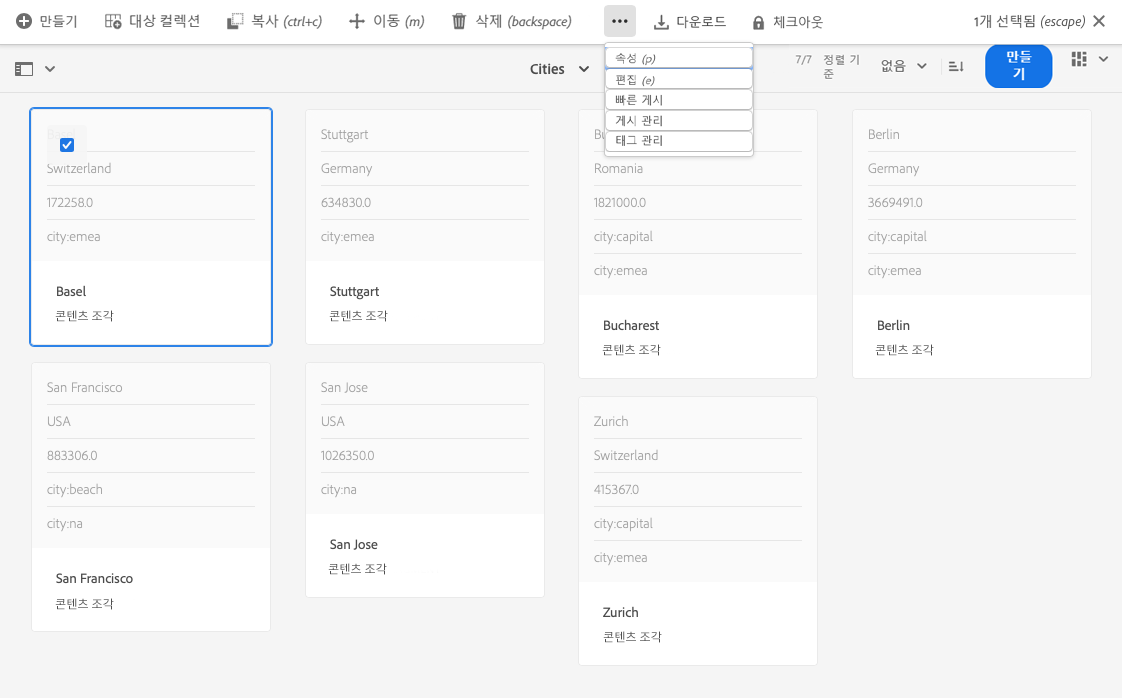 만들기 대상 컬렉션 복사 (ctrl+c) 이동 (m) 삭제 (backspace) ••• 다운로드 체크아웃 1개 선택됨 (escape)
Cities
7/7 정렬 기
준
없음
만들
기
속성 (p)
편집 (e)
빠른 게시
게시 관리
태그 관리
Basel
Switzerland
172258.0
city:emea
Basel
콘텐츠 조각
Stuttgart
Germany
634830.0
city:emea
Stuttgart
콘텐츠 조각
Romania
1821000.0
city:capital
city:emea
Bucharest
콘텐츠 조각
Berlin
Germany
3669491.0
city:capital
city:emea
Berlin
콘텐츠 조각
San Francisco
USA
883306.0
city:beach
city:na
San Francisco
콘텐츠 조각
San Jose
USA
1026350.0
city:na
San Jose
콘텐츠 조각
Zurich
Switzerland
415367.0
city:capital
city:emea
Zurich
콘텐츠 조각